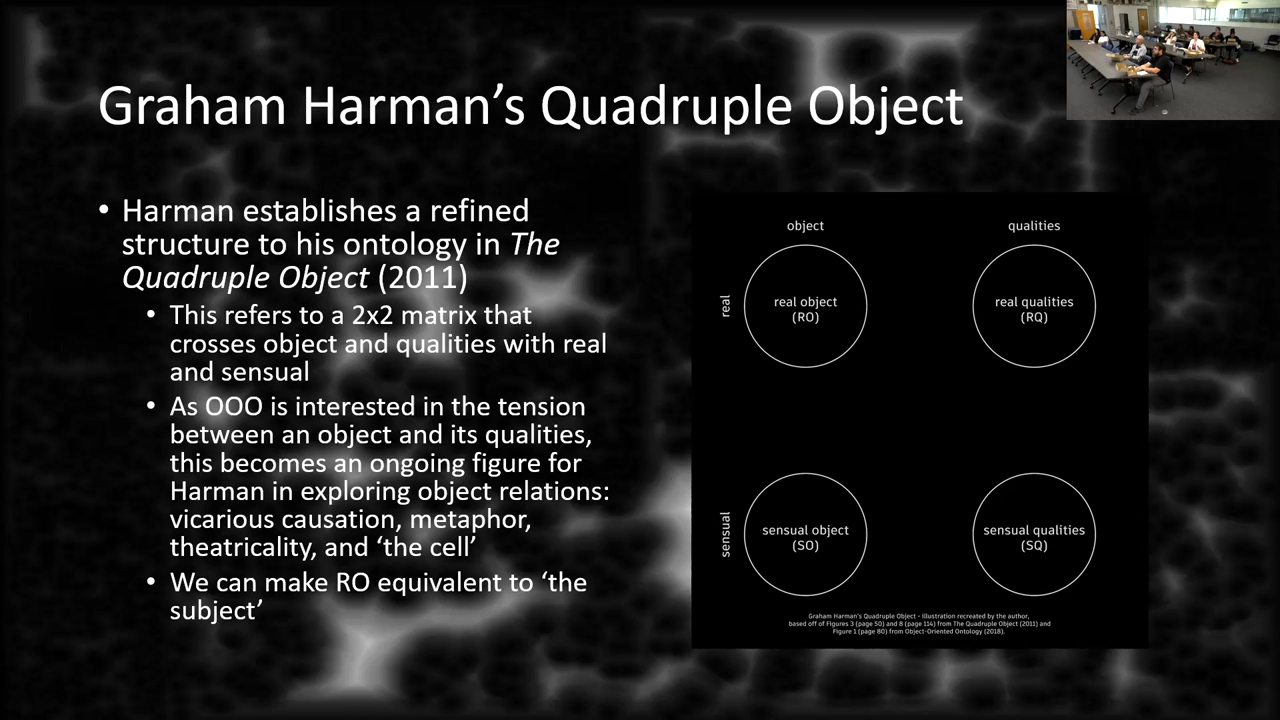 Graham Harman’s Quadruple Object
• Harman establishes a refined
structure to his ontology in The
Quadruple Object (2011)
• This refers to a 2x2 matrix that
crosses object and qualities with real
and sensual
• As OOO is interested in the tension
between an object and its qualities,
this becomes an ongoing figure for
Harman in exploring object relations:
vicarious causation, metaphor,
theatricality, and ‘the cell’
• We can make RO equivalent to ‘the
subject’
object
qualities
real
real object
(RO)
real qualities
(RQ)
sensual
sensual object
(SO)
sensual qualities
(SQ)
Graham Harman's Quadruple Object - Illustration recreated by the author,
based off of Figures 3 (page 50) and 8 (page 114) from The Quadruple Object (2011) and
Figure 1 (page 80) from Object-Oriented Ontology (2018).